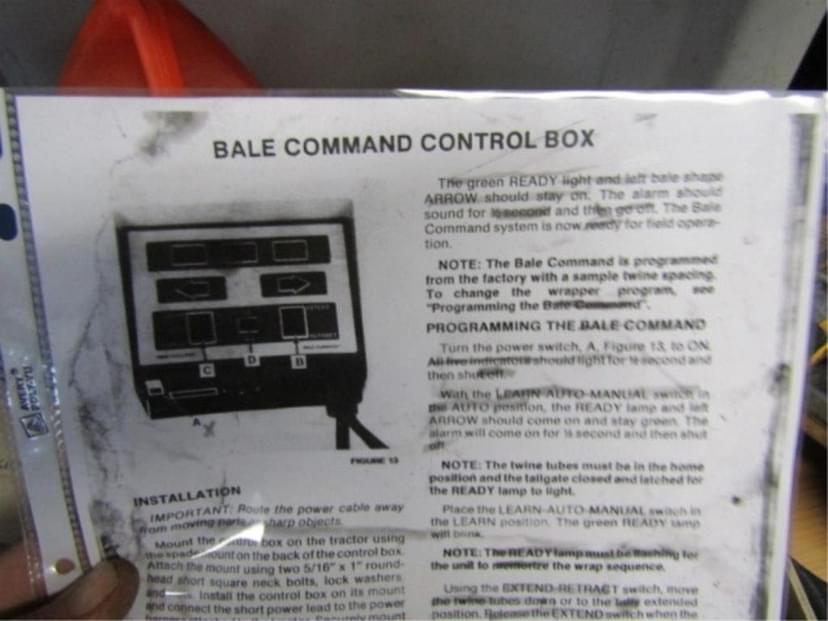 BALE COMMAND CONTROL BOX
C
D
B
A
FIGURE 13
INSTALLATION
IMPORTANT: Route the power cable away
from moving parts, sharp objects.
Mount the control box on the tractor using
the spade mount on the back of the control box.
Attach the mount using two 5/16" x 1" round-
head short square neck bolts, lock washers,
Install the control box on its mount
and connect the short power lead to the power
Securely mount
The green READY light and left bale shape
ARROW should stay on. The alarm should
sound for ½ second and then go off. The Bale
Command system is now ready for field opera-
tion.
NOTE: The Bale Command is programmed
from the factory with a sample twine spacing.
To change the wrapper program, see
"Programming the Bale Command".
PROGRAMMING THE BALE COMMAND
Turn the power switch, A, Figure 13, to ON.
All five indicators should light for ½ second and
then shut off.
With the LEARN-AUTO-MANUAL switch in
the AUTO position, the READY lamp and left
ARROW should come on and stay green. The
alarm will come on for ½ second and then shut
off.
NOTE: The twine tubes must be in the home
position and the tailgate closed and latched for
the READY lamp to light.
Place the LEARN-AUTO-MANUAL switch in
the LEARN position. The green READY lamp
will blink.
NOTE: The READY lamp must be flashing for
the unit to memorize the wrap sequence.
Using the EXTEND-RETRACT switch, move
the twine tubes down or to the fully extended
position. Release the EXTEND switch when the
AVERY